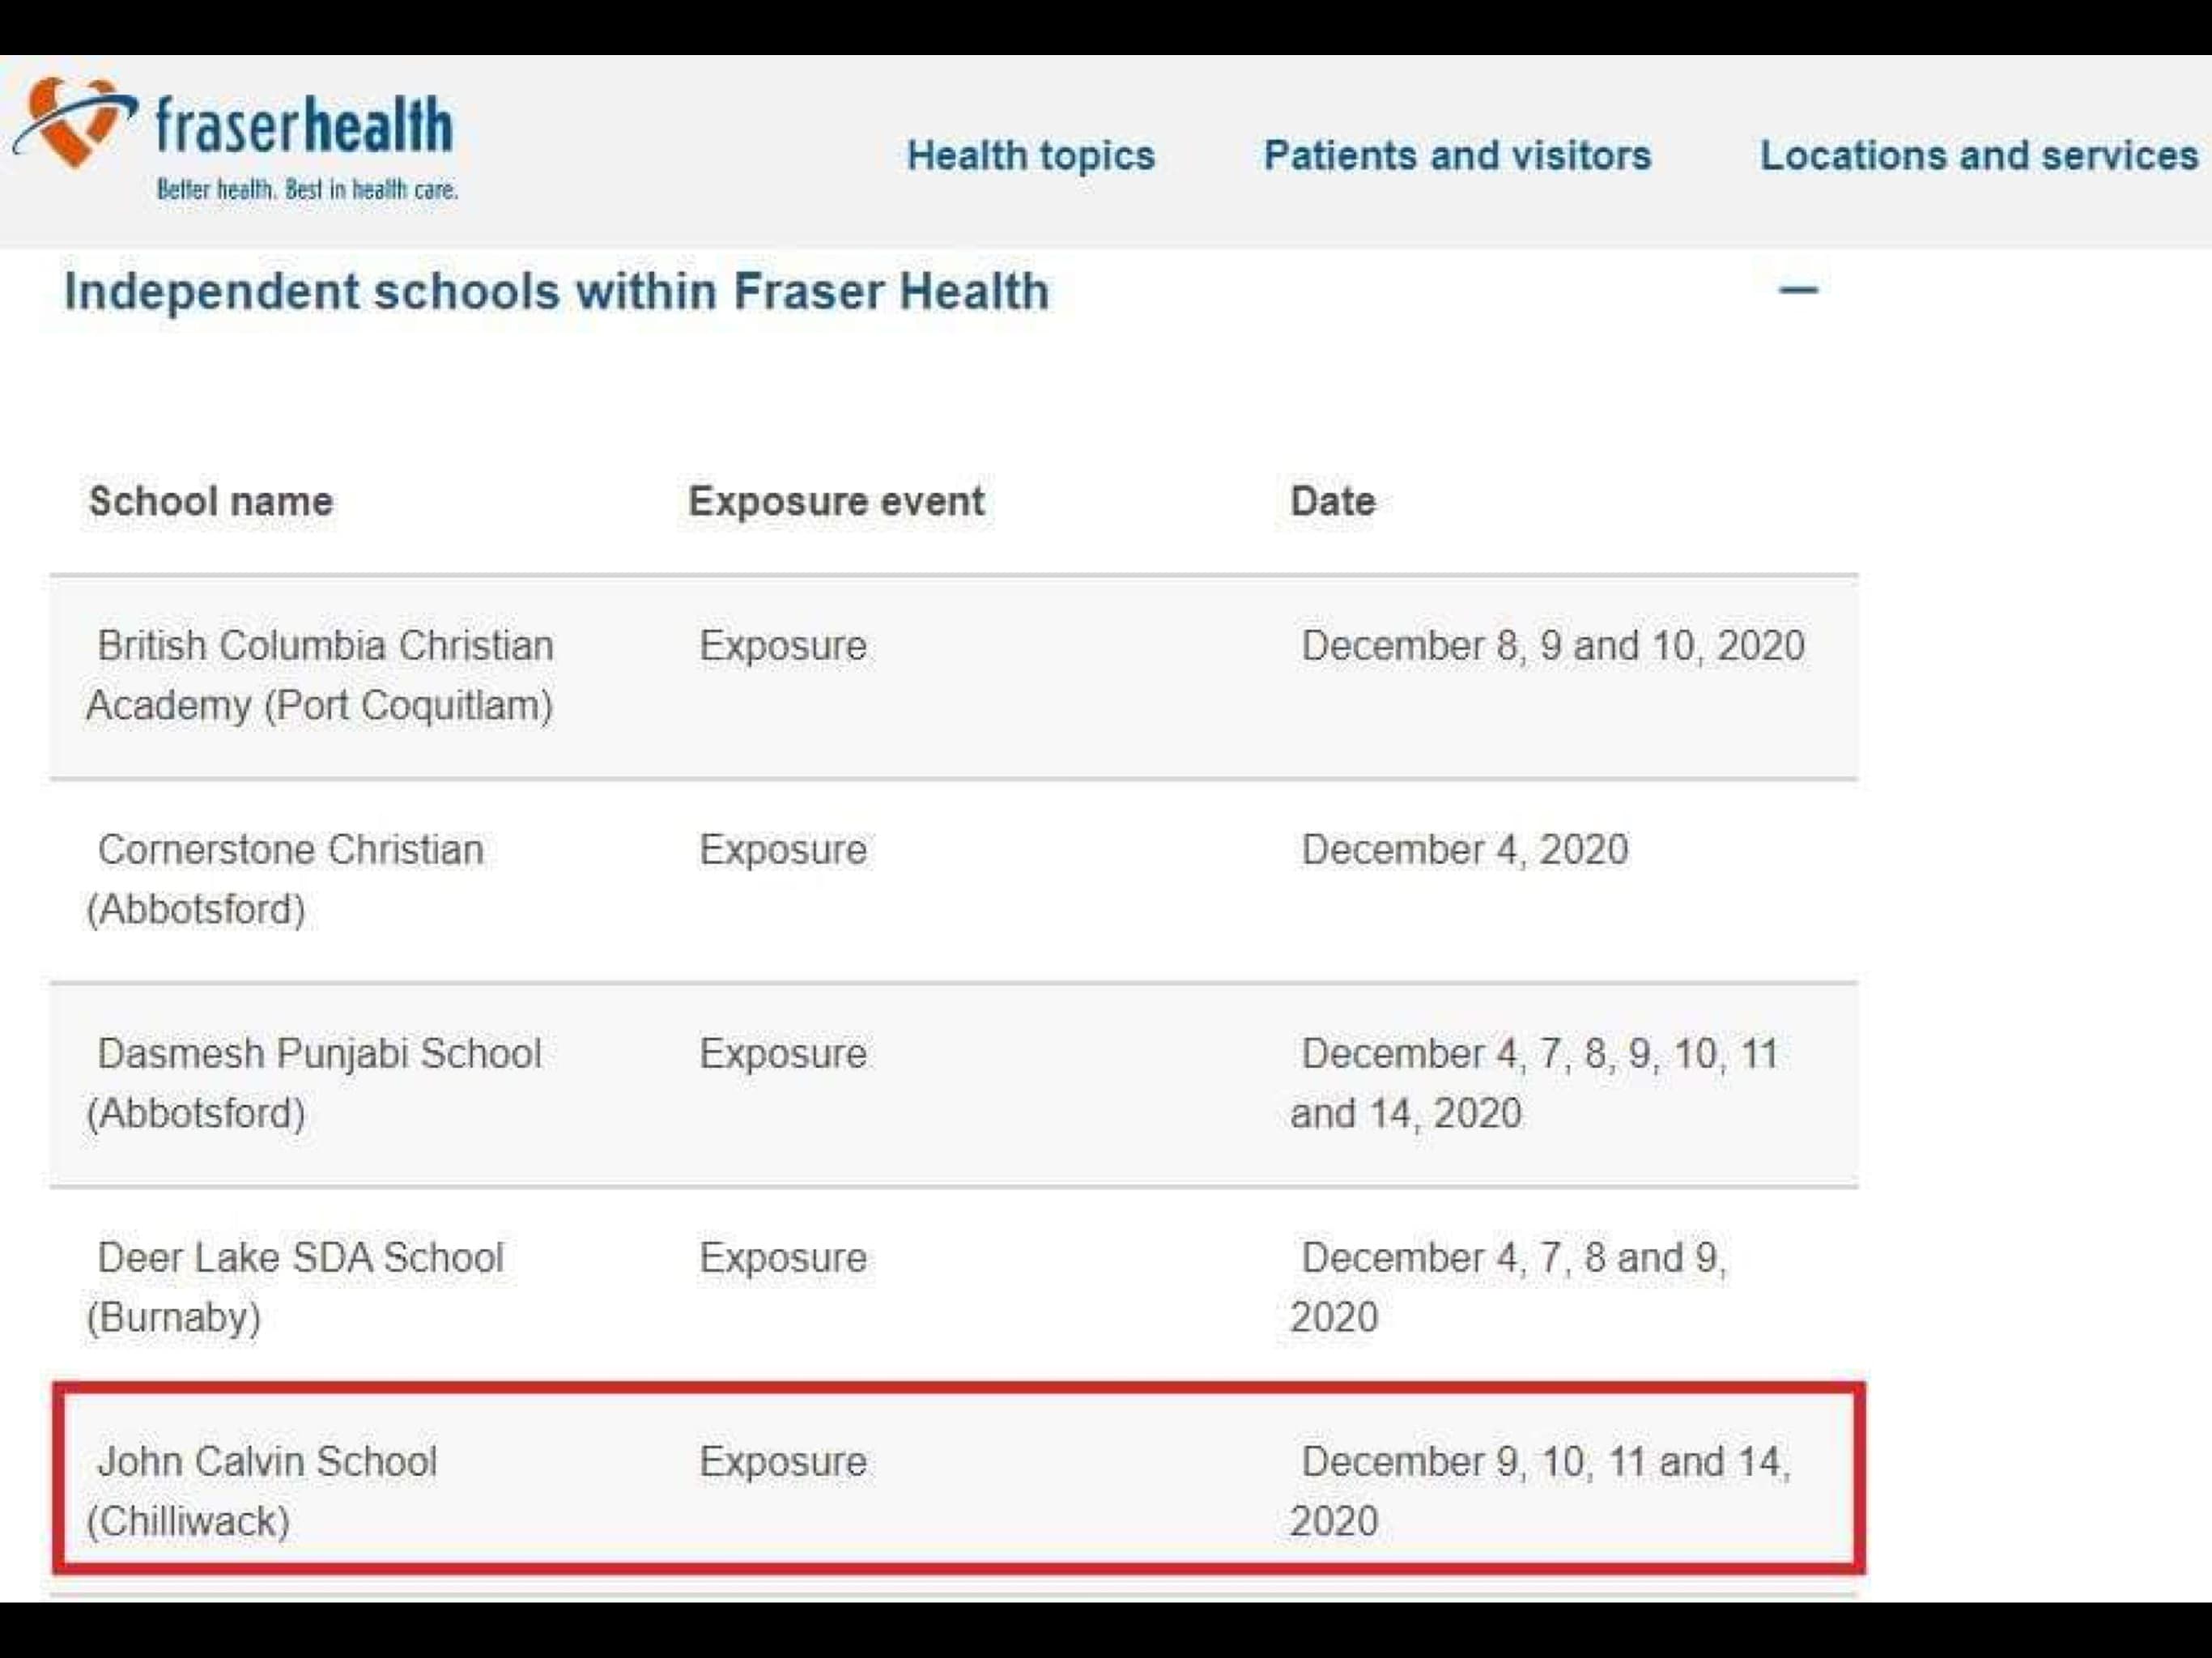 fraserhealth
Better health. Best in health care.
Health topics
Patients and visitors
Locations and services
Independent schools within Fraser Health
School name
Exposure event
Date
British Columbia Christian
Academy (Port Coquitlam)
Exposure
December 8, 9 and 10, 2020
Cornerstone Christian
(Abbotsford)
Exposure
December 4, 2020
Dasmesh Punjabi School
(Abbotsford)
Exposure
December 4, 7, 8, 9, 10, 11
and 14, 2020
Deer Lake SDA School
(Burnaby)
Exposure
December 4, 7, 8 and 9,
2020
John Calvin School
(Chilliwack)
Exposure
December 9, 10, 11 and 14,
2020